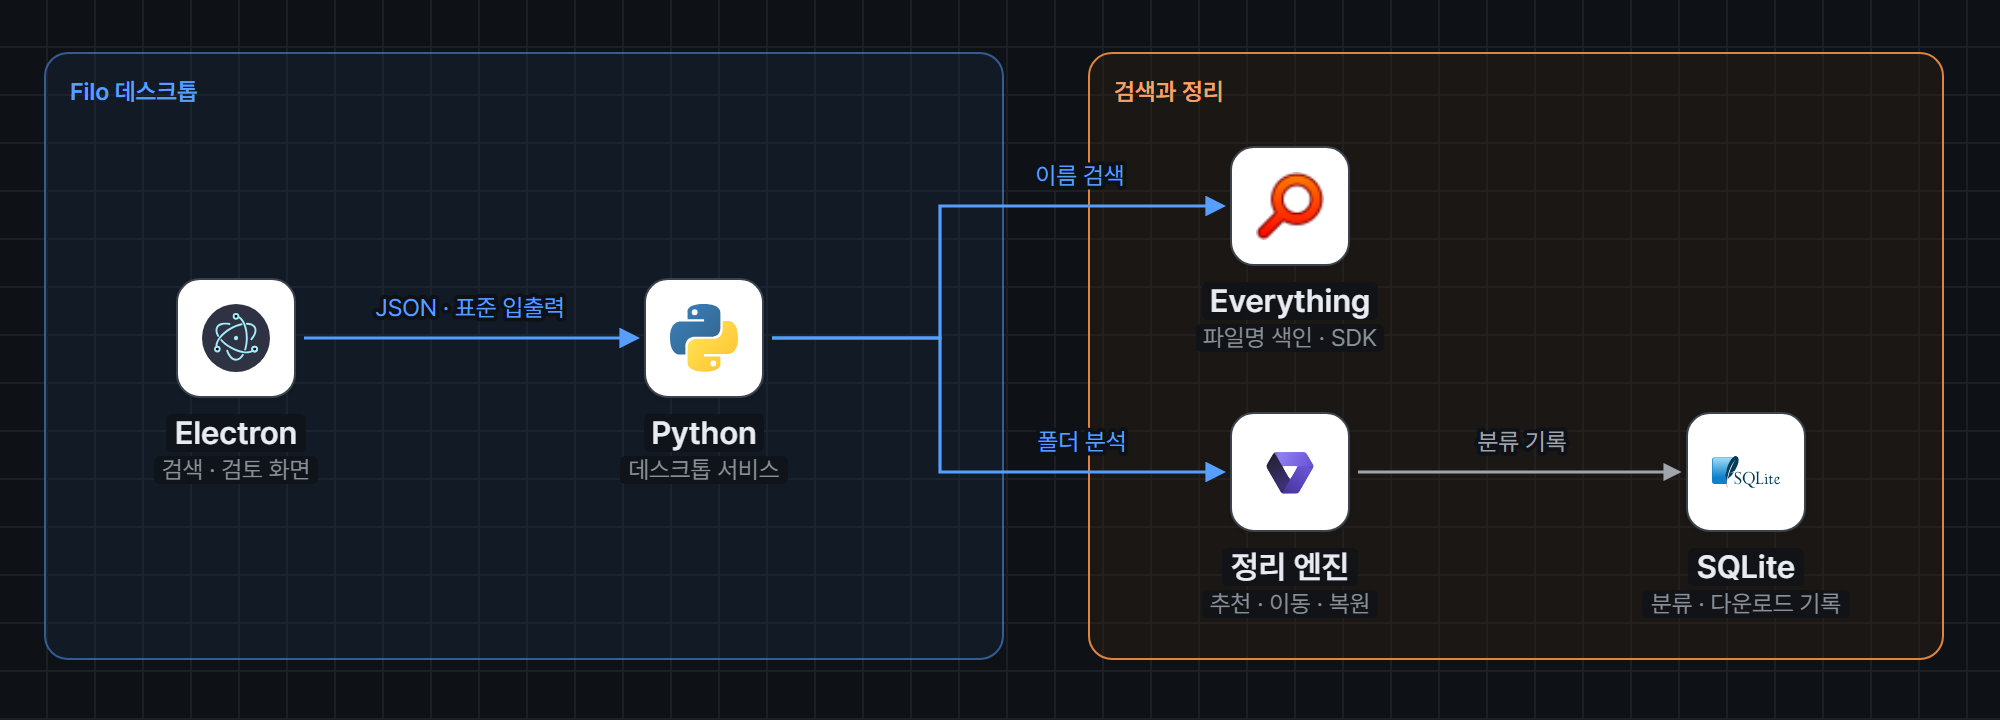 Filo 데스크톱
검색과 정리
이름 검색
Everything
파일명 색인 · SDK
JSON · 표준 입출력
Electron
검색 · 검토 화면
Python
데스크톱 서비스
폴더 분석
분류 기록
정리 엔진
추천 · 이동 · 복원
SQLite
SQLite
분류 · 다운로드 기록